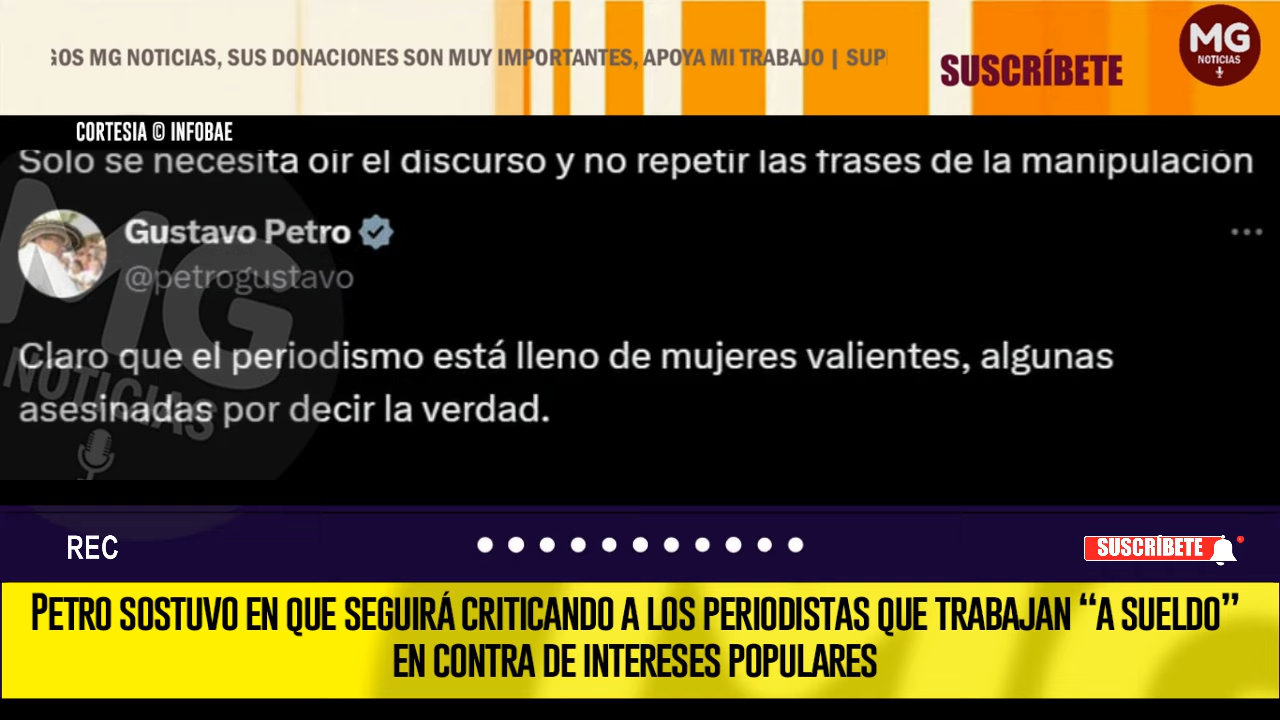 GOS MG NOTICIAS, SUS DONACIONES SON MUY IMPORTANTES, APOYA MI TRABAJO | SUP
SUSCRÍBETE
MG
NOTICIAS
CORTESIA © INFOBAE
Solo se necesita oír el discurso y no repetir las frases de la manipulación
Gustavo Petro
@petrogustavo
Claro que el periodismo está lleno de mujeres valientes, algunas
asesinadas por decir la verdad.
MG
NOTICIAS
REC
SUSCRÍBETE
PETRO SOSTUVO EN QUE SEGUIRÁ CRITICANDO A LOS PERIODISTAS QUE TRABAJAN “A SUELDO”
EN CONTRA DE INTERESES POPULARES